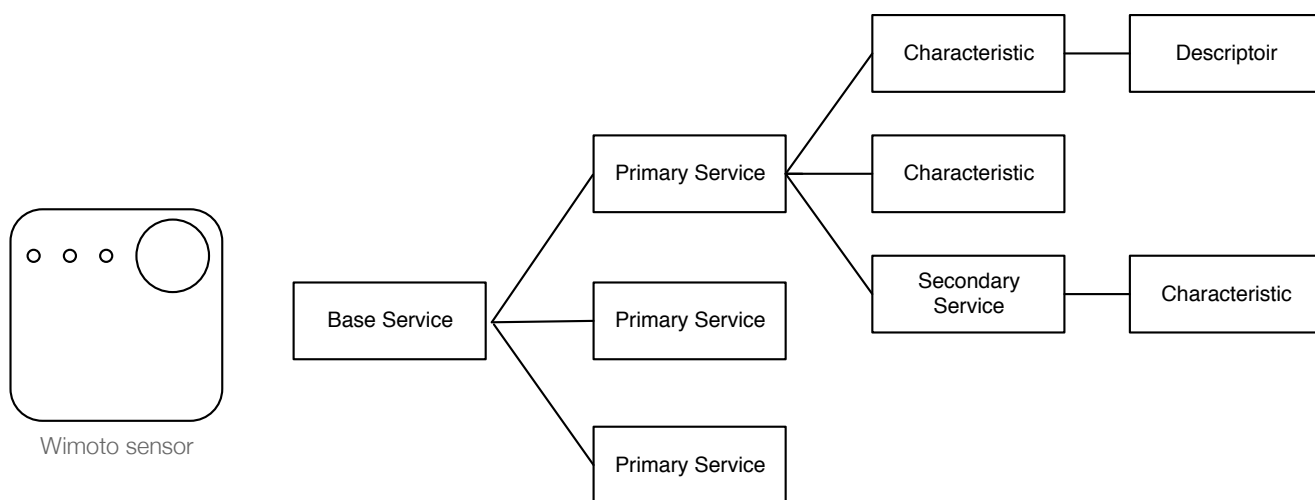 Characteristic
Descriptoir
Primary Service
Characteristic
Secondary
Service
Characteristic
Base Service
Primary Service
Wimoto sensor
Primary Service